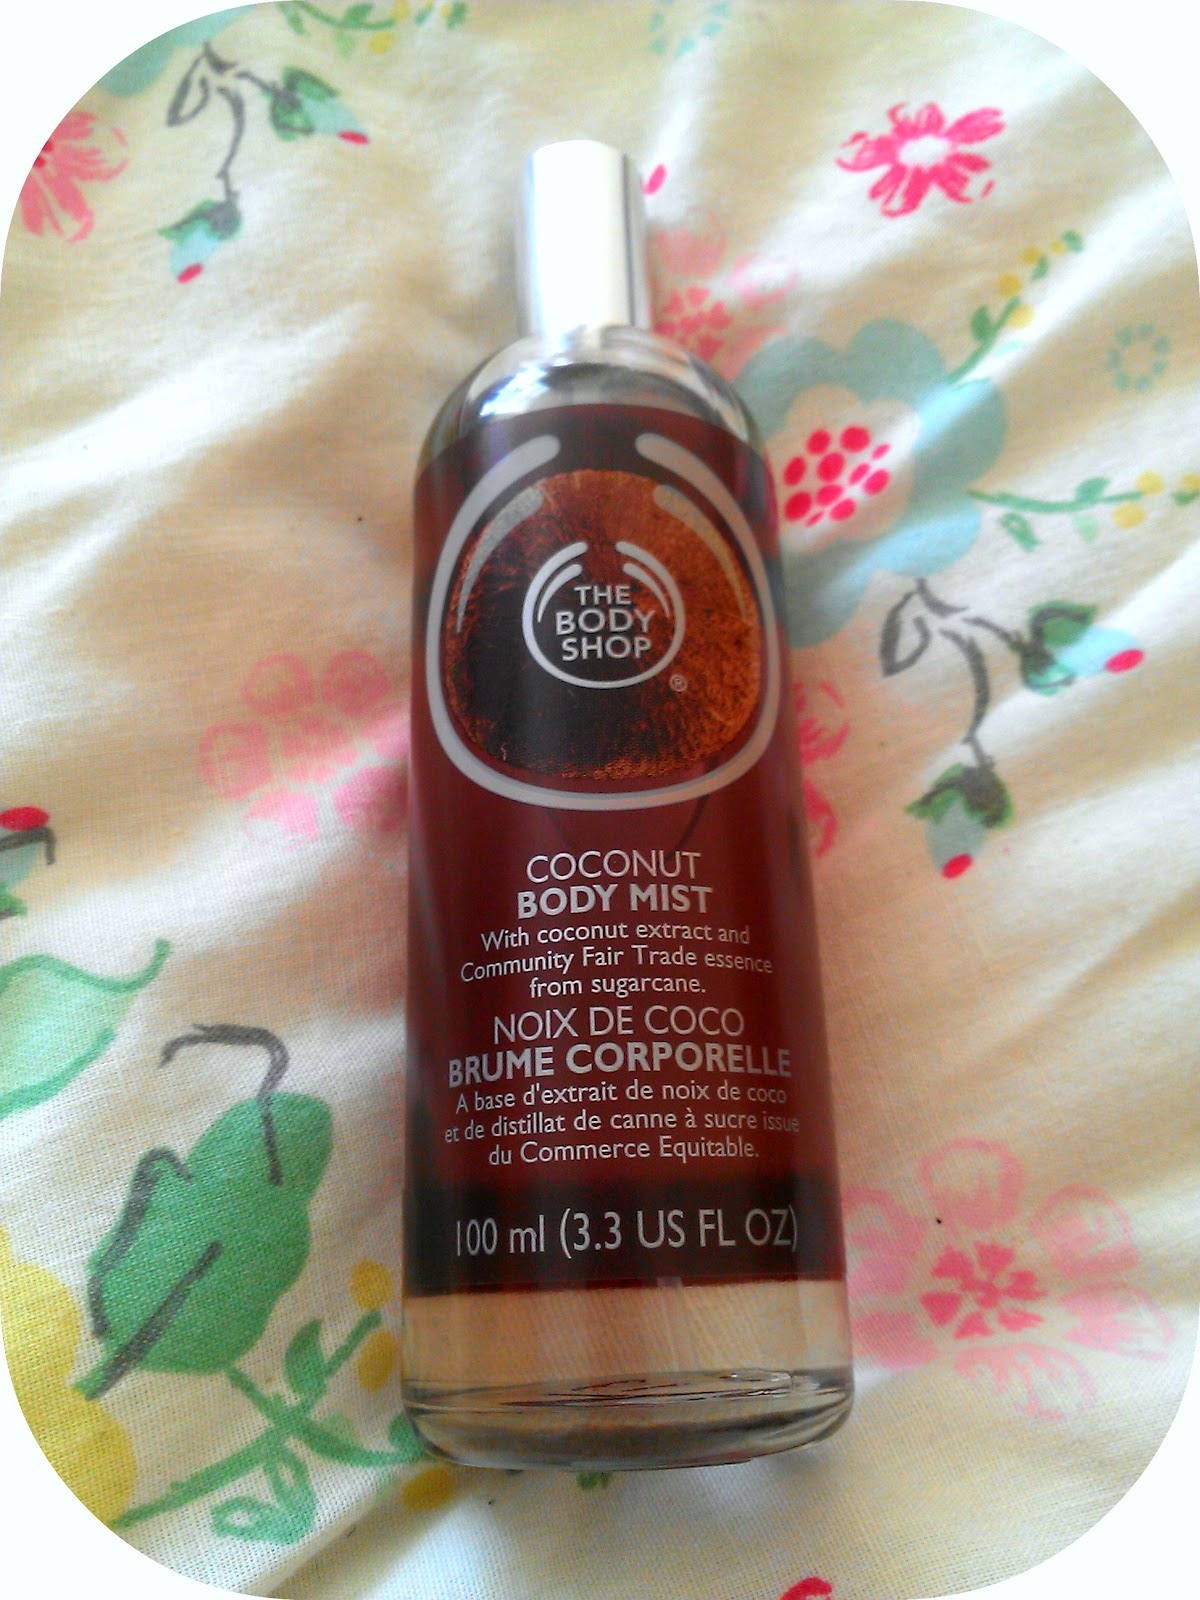 THE
BODY
SHOP
®
COCONUT
BODY MIST
With coconut extract and
Community Fair Trade essence
from sugarcane.
NOIX DE COCO
BRUME CORPORELLE
A base d'extrait de noix de coco
et de distillat de canne à sucre issue
du Commerce Equitable.
100 ml (3.3 US FL OZ)